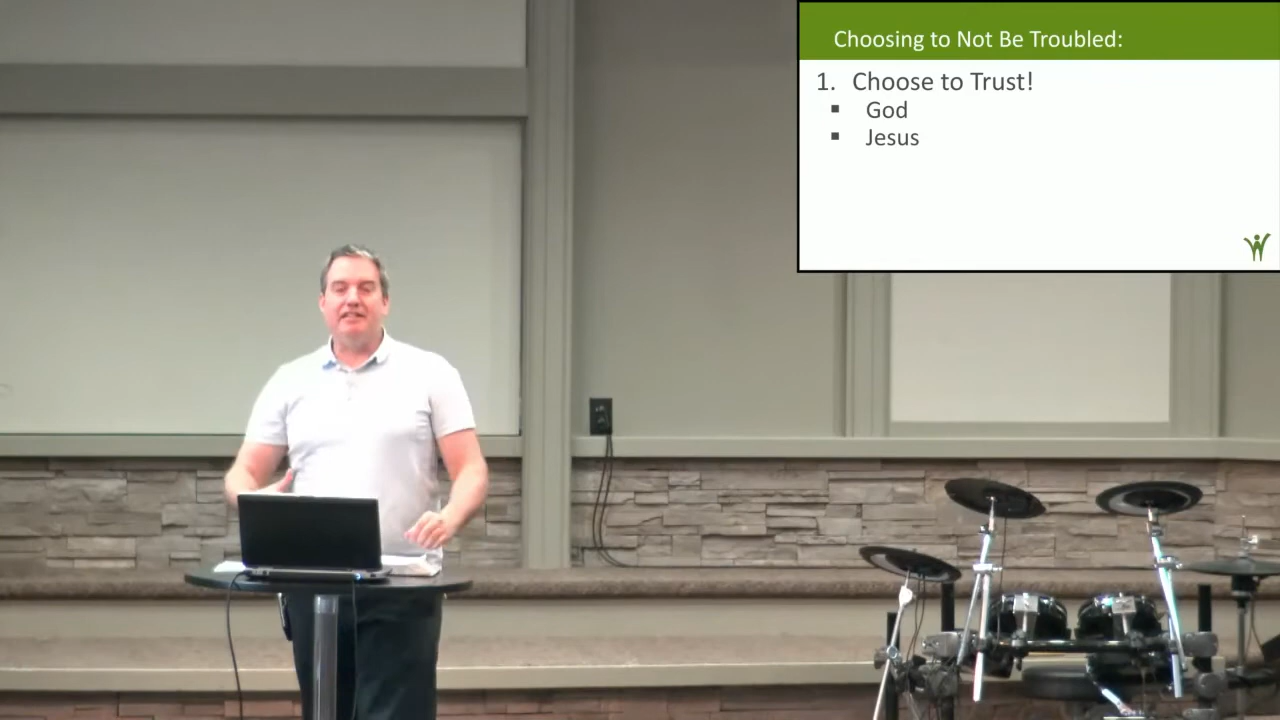 Choosing to Not Be Troubled:
1. Choose to Trust!
▪ God
▪ Jesus